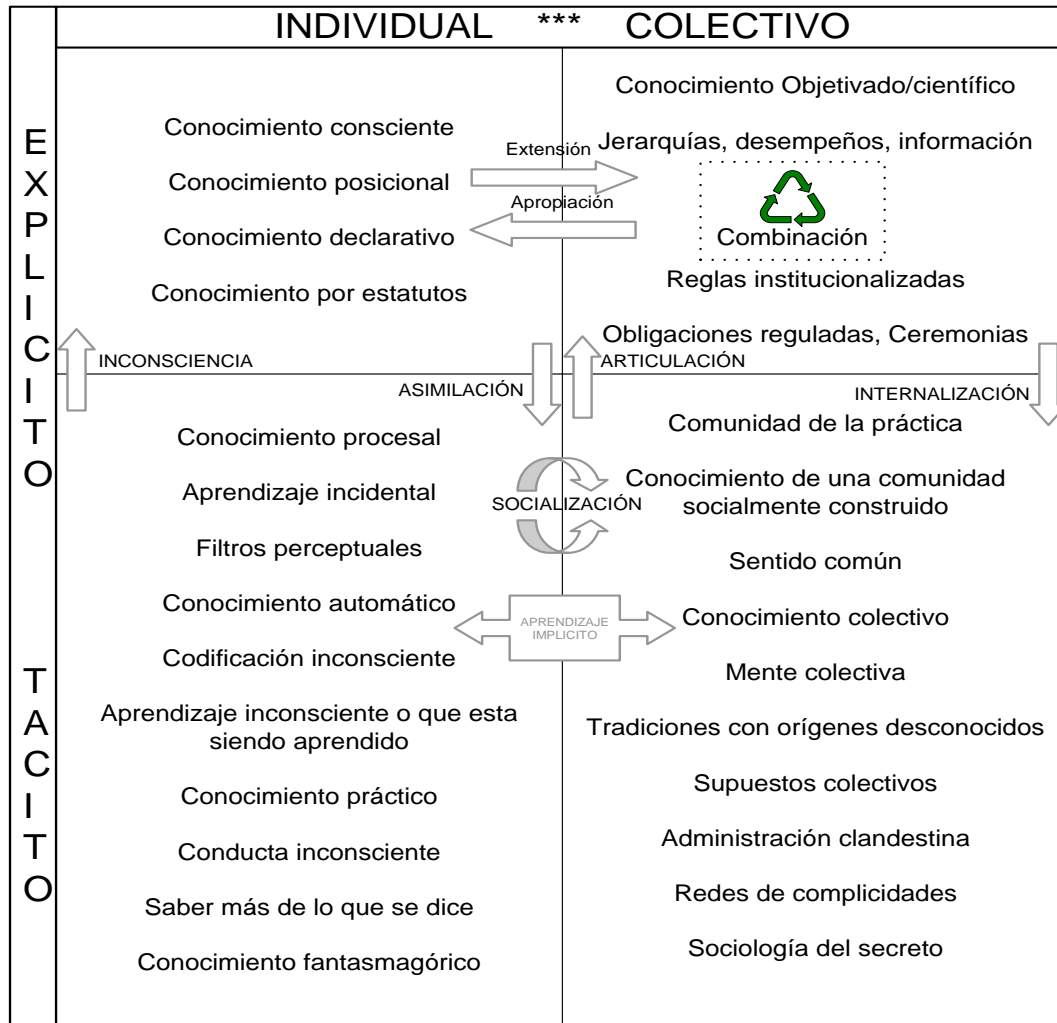 INDIVIDUAL *** COLECTIVO
EXPLICITO
Conocimiento consciente
Conocimiento posicional
Conocimiento declarativo
Conocimiento por estatutos
Extensión
Apropiación
Conocimiento Objetivado/científico
Jerarquías, desempeños, información
Combinación
Reglas institucionalizadas
Obligaciones reguladas, Ceremonias
INCONSCIENCIA
ASIMILACIÓN
ARTICULACIÓN
INTERNALIZACIÓN
TACITO
Conocimiento procesal
Aprendizaje incidental
Filtros perceptuales
Conocimiento automático
Codificación inconsciente
Aprendizaje inconsciente o que esta
siendo aprendido
Conocimiento práctico
Conducta inconsciente
Saber más de lo que se dice
Conocimiento fantasmagórico
SOCIALIZACIÓN
APRENDIZAJE
IMPLICITO
Comunidad de la práctica
Conocimiento de una comunidad
socialmente construido
Sentido común
Conocimiento colectivo
Mente colectiva
Tradiciones con orígenes desconocidos
Supuestos colectivos
Administración clandestina
Redes de complicidades
Sociología del secreto